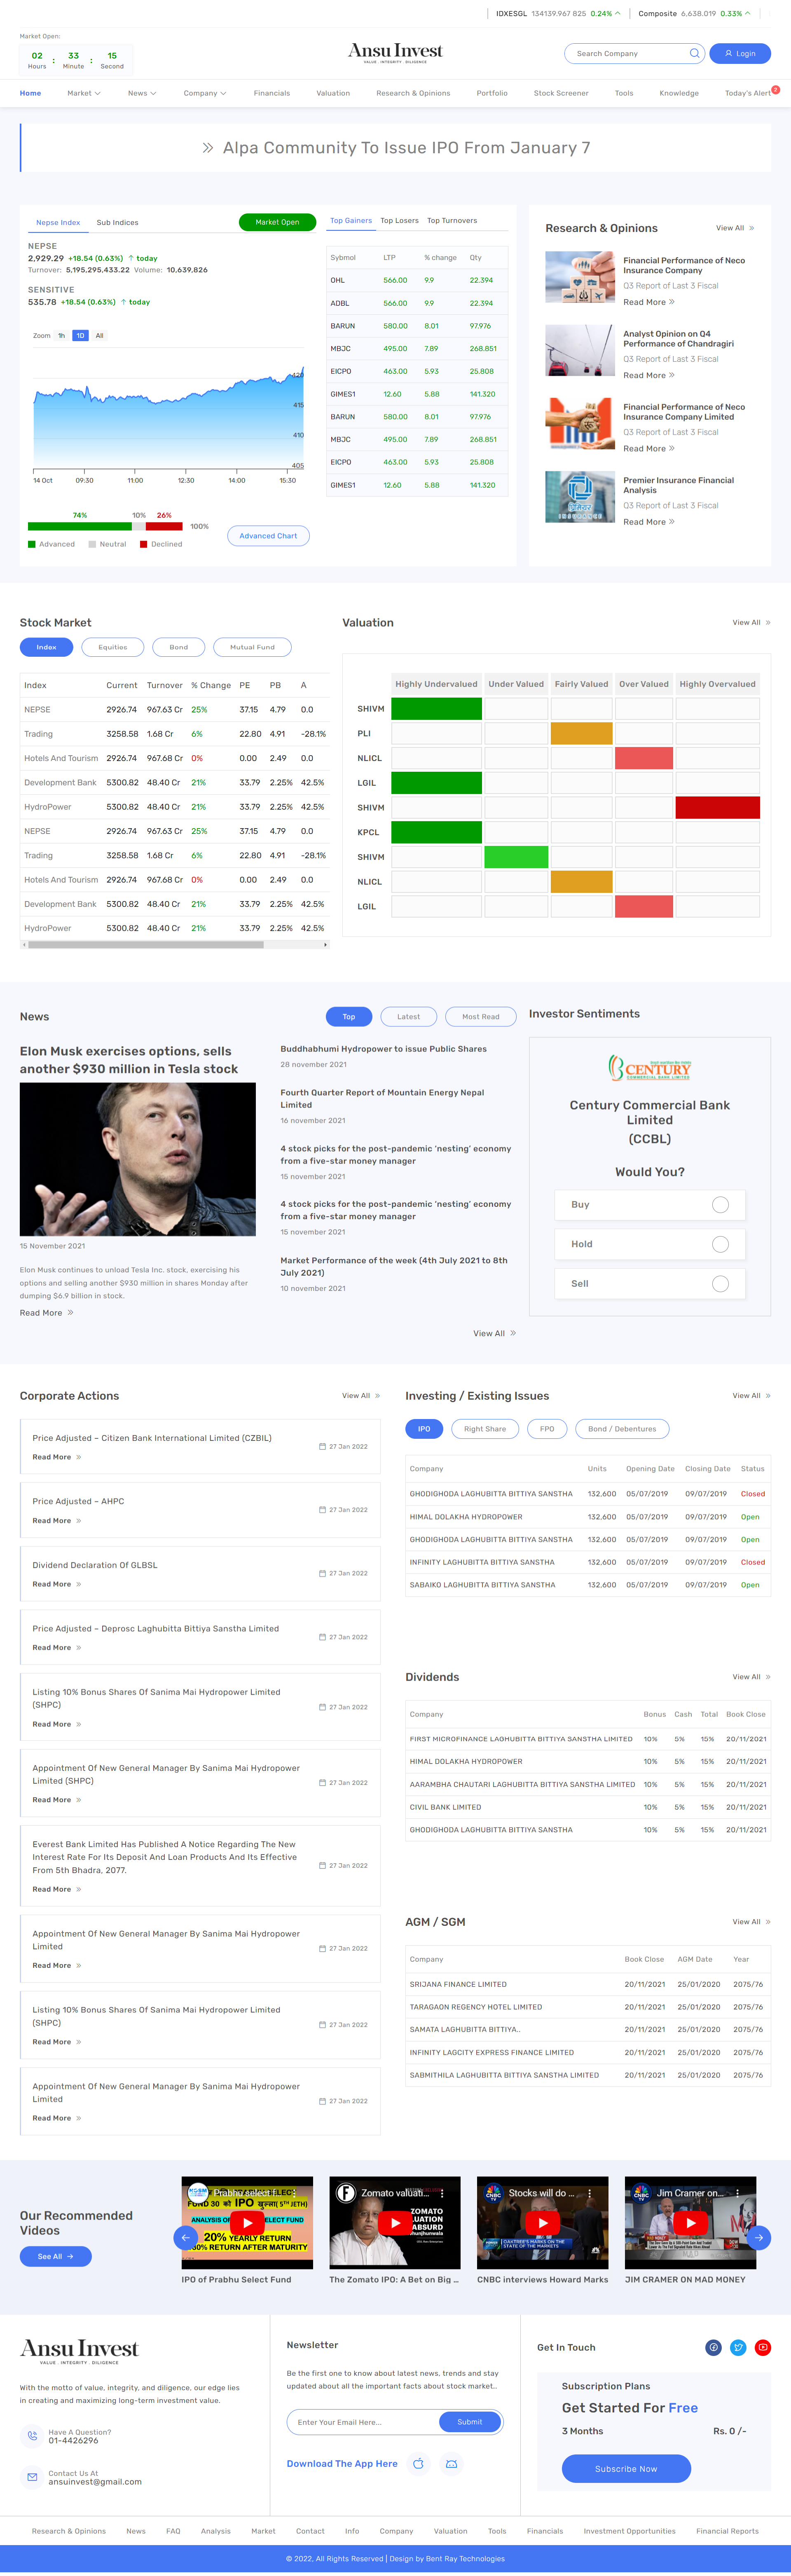 IDXESGL 134139.967 825 0.24%
Composite 6,638.019 0.33%
Market Open:
02 : 33 : 15
Hours Minute Second
Ansu Invest
VALUE . INTEGRITY . DILIGENCE
Search Company
Login
Home Market News Company Financials Valuation Research & Opinions Portfolio Stock Screener Tools Knowledge Today's Alert 2
Alpa Community To Issue IPO From January 7
Nepse Index Sub Indices Market Open
NEPSE
2,929.29 +18.54 (0.63%) ↑ today
Turnover: 5,195,295,433.22 Volume: 10,639,826
SENSITIVE
535.78 +18.54 (0.63%) ↑ today
Zoom 1h 1D All
420
415
410
405
14 Oct 09:30 11:00 12:30 14:00 15:30
74% 10% 26%
100%
Advanced Neutral Declined
Advanced Chart
Top Gainers Top Losers Top Turnovers
Sybmol LTP % change Qty
OHL 566.00 9.9 22.394
ADBL 566.00 9.9 22.394
BARUN 580.00 8.01 97.976
MBJC 495.00 7.89 268.851
EICPO 463.00 5.93 25.808
GIMES1 12.60 5.88 141.320
BARUN 580.00 8.01 97.976
MBJC 495.00 7.89 268.851
EICPO 463.00 5.93 25.808
GIMES1 12.60 5.88 141.320
Research & Opinions View All
Financial Performance of Neco
Insurance Company
Q3 Report of Last 3 Fiscal
Read More
Analyst Opinion on Q4
Performance of Chandragiri
Q3 Report of Last 3 Fiscal
Read More
Financial Performance of Neco
Insurance Company Limited
Q3 Report of Last 3 Fiscal
Read More
Premier Insurance Financial
Analysis
Q3 Report of Last 3 Fiscal
Read More
Stock Market
Index Equities Bond Mutual Fund
Index Current Turnover % Change PE PB A
NEPSE 2926.74 967.63 Cr 25% 37.15 4.79 0.0
Trading 3258.58 1.68 Cr 6% 22.80 4.91 -28.1%
Hotels And Tourism 2926.74 967.68 Cr 0% 0.00 2.49 0.0
Development Bank 5300.82 48.40 Cr 21% 33.79 2.25% 42.5%
HydroPower 5300.82 48.40 Cr 21% 33.79 2.25% 42.5%
NEPSE 2926.74 967.63 Cr 25% 37.15 4.79 0.0
Trading 3258.58 1.68 Cr 6% 22.80 4.91 -28.1%
Hotels And Tourism 2926.74 967.68 Cr 0% 0.00 2.49 0.0
Development Bank 5300.82 48.40 Cr 21% 33.79 2.25% 42.5%
HydroPower 5300.82 48.40 Cr 21% 33.79 2.25% 42.5%
Valuation View All
Highly Undervalued Under Valued Fairly Valued Over Valued Highly Overvalued
SHIVM
PLI
NLICL
LGIL
SHIVM
KPCL
SHIVM
NLICL
LGIL
News
Top Latest Most Read
Elon Musk exercises options, sells
another $930 million in Tesla stock
15 November 2021
Elon Musk continues to unload Tesla Inc. stock, exercising his
options and selling another $930 million in shares Monday after
dumping $6.9 billion in stock.
Read More
Buddhabhumi Hydropower to issue Public Shares
28 november 2021
Fourth Quarter Report of Mountain Energy Nepal
Limited
16 november 2021
4 stock picks for the post-pandemic 'nesting' economy
from a five-star money manager
15 november 2021
4 stock picks for the post-pandemic 'nesting' economy
from a five-star money manager
15 november 2021
Market Performance of the week (4th July 2021 to 8th
July 2021)
10 november 2021
View All
Investor Sentiments
CENTURY
COMMERCIAL BANK LIMITED
Century Commercial Bank
Limited
(CCBL)
Would You?
Buy
Hold
Sell
Corporate Actions View All
Price Adjusted – Citizen Bank International Limited (CZBIL)
27 Jan 2022
Read More
Price Adjusted – AHPC
27 Jan 2022
Read More
Dividend Declaration Of GLBSL
27 Jan 2022
Read More
Price Adjusted – Deprosc Laghubitta Bittiya Sanstha Limited
27 Jan 2022
Read More
Listing 10% Bonus Shares Of Sanima Mai Hydropower Limited
(SHPC)
27 Jan 2022
Read More
Appointment Of New General Manager By Sanima Mai Hydropower
Limited (SHPC)
27 Jan 2022
Read More
Everest Bank Limited Has Published A Notice Regarding The New
Interest Rate For Its Deposit And Loan Products And Its Effective
From 5th Bhadra, 2077.
27 Jan 2022
Read More
Appointment Of New General Manager By Sanima Mai Hydropower
Limited
27 Jan 2022
Read More
Listing 10% Bonus Shares Of Sanima Mai Hydropower Limited
(SHPC)
27 Jan 2022
Read More
Appointment Of New General Manager By Sanima Mai Hydropower
Limited
27 Jan 2022
Read More
Investing / Existing Issues View All
IPO Right Share FPO Bond / Debentures
Company Units Opening Date Closing Date Status
GHODIGHODA LAGHUBITTA BITTIYA SANSTHA 132,600 05/07/2019 09/07/2019 Closed
HIMAL DOLAKHA HYDROPOWER 132,600 05/07/2019 09/07/2019 Open
GHODIGHODA LAGHUBITTA BITTIYA SANSTHA 132,600 05/07/2019 09/07/2019 Open
INFINITY LAGHUBITTA BITTIYA SANSTHA 132,600 05/07/2019 09/07/2019 Closed
SABAIKO LAGHUBITTA BITTIYA SANSTHA 132,600 05/07/2019 09/07/2019 Open
Dividends View All
Company Bonus Cash Total Book Close
FIRST MICROFINANCE LAGHUBITTA BITTIYA SANSTHA LIMITED 10% 5% 15% 20/11/2021
HIMAL DOLAKHA HYDROPOWER 10% 5% 15% 20/11/2021
AARAMBHA CHAUTARI LAGHUBITTA BITTIYA SANSTHA LIMITED 10% 5% 15% 20/11/2021
CIVIL BANK LIMITED 10% 5% 15% 20/11/2021
GHODIGHODA LAGHUBITTA BITTIYA SANSTHA 10% 5% 15% 20/11/2021
AGM / SGM View All
Company Book Close AGM Date Year
SRIJANA FINANCE LIMITED 20/11/2021 25/01/2020 2075/76
TARAGAON REGENCY HOTEL LIMITED 20/11/2021 25/01/2020 2075/76
SAMATA LAGHUBITTA BITTIYA.. 20/11/2021 25/01/2020 2075/76
INFINITY LAGCITY EXPRESS FINANCE LIMITED 20/11/2021 25/01/2020 2075/76
SABMITHILA LAGHUBITTA BITTIYA SANSTHA LIMITED 20/11/2021 25/01/2020 2075/76
Our Recommended
Videos
See All →
Prabhu select f...
FUND 30 को IPO खुल्ला( 5TH JETH)
20% YEARLY RETURN
RETURN AFTER MATURITY
IPO of Prabhu Select Fund
Zomato valuati...
The Zomato IPO: A Bet on Big ...
CNBC TV
Stocks will do ...
OAKTREE'S MARKS ON THE
STATE OF THE MARKETS
CNBC interviews Howard Marks
CNBC TV
Jim Cramer on...
MAD MONEY
JIM CRAMER ON MAD MONEY
Ansu Invest
VALUE . INTEGRITY . DILIGENCE
With the motto of value, integrity, and diligence, our edge lies
in creating and maximizing long-term investment value.
Have A Question?
01-4426296
Contact Us At
ansuinvest@gmail.com
Newsletter
Be the first one to know about latest news, trends and stay
updated about all the important facts about stock market..
Enter Your Email Here... Submit
Download The App Here
Get In Touch
Subscription Plans
Get Started For Free
3 Months Rs. 0 /-
Subscribe Now
Research & Opinions News FAQ Analysis Market Contact Info Company Valuation Tools Financials Investment Opportunities Financial Reports
© 2022, All Rights Reserved | Design by Bent Ray Technologies